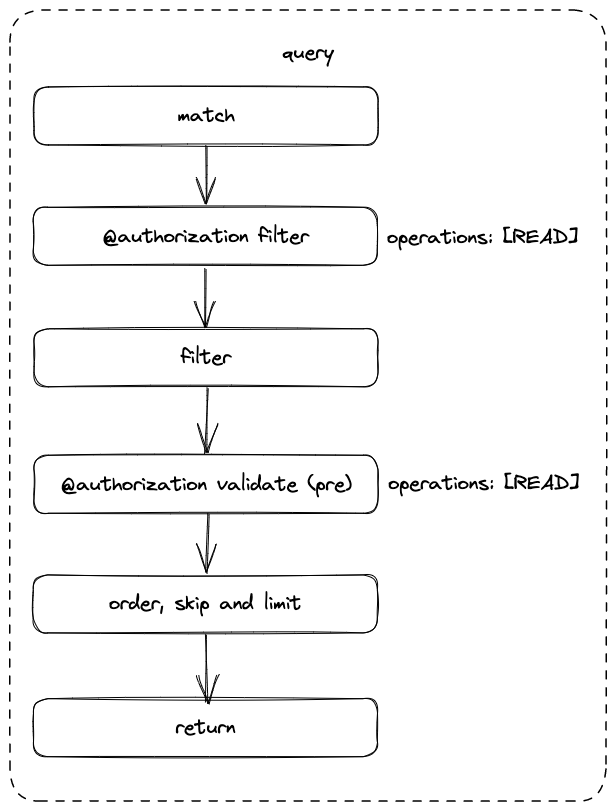 query
match
@authorization filter
operations: [READ]
filter
@authorization validate (pre)
operations: [READ]
order, skip and limit
return